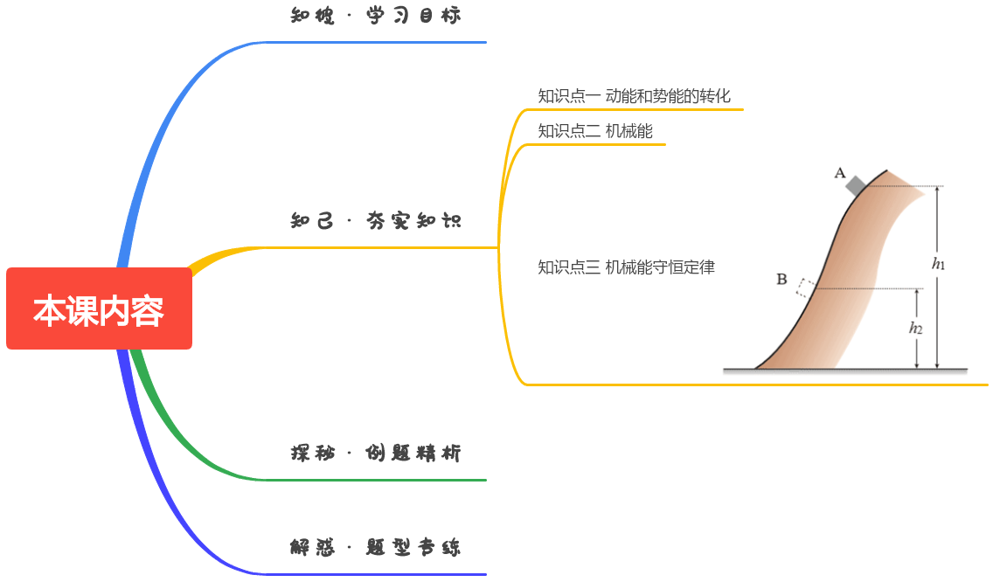 知彼·学习目标
知识点一 动能和势能的转化
知识点二 机械能
A
知己·夯实知识
h1
知识点三 机械能守恒定律
B
本课内容
h2
探秘·例题精析
解惑·题型专练